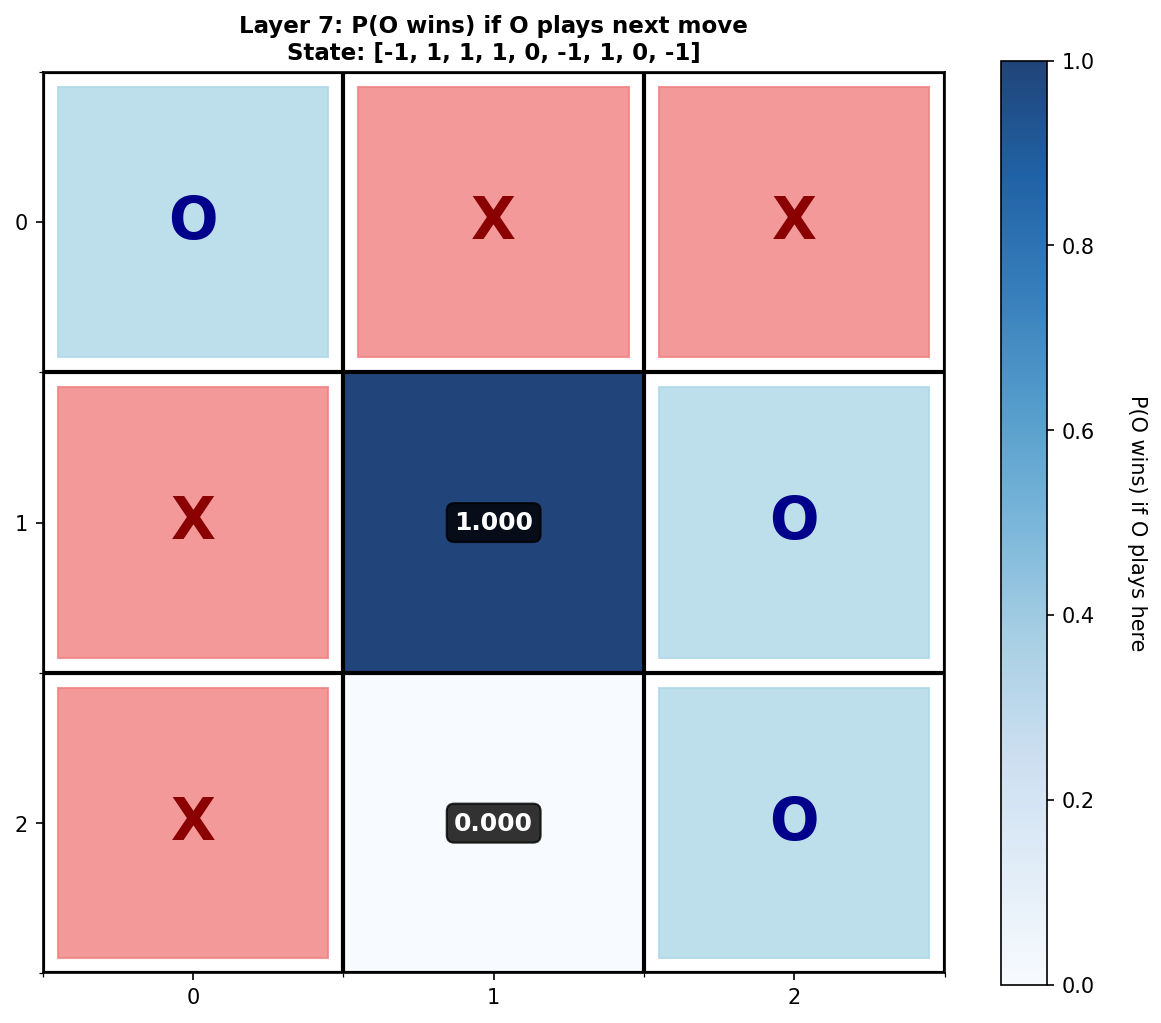 Layer 7: P(O wins) if O plays next move
State: [-1, 1, 1, 1, 0, -1, 1, 0, -1]
0
O
X
X
1
X
1.000
O
2
X
0.000
O
0
1
2
1.0
0.8
0.6
0.4
0.2
0.0
P(O wins) if O plays here